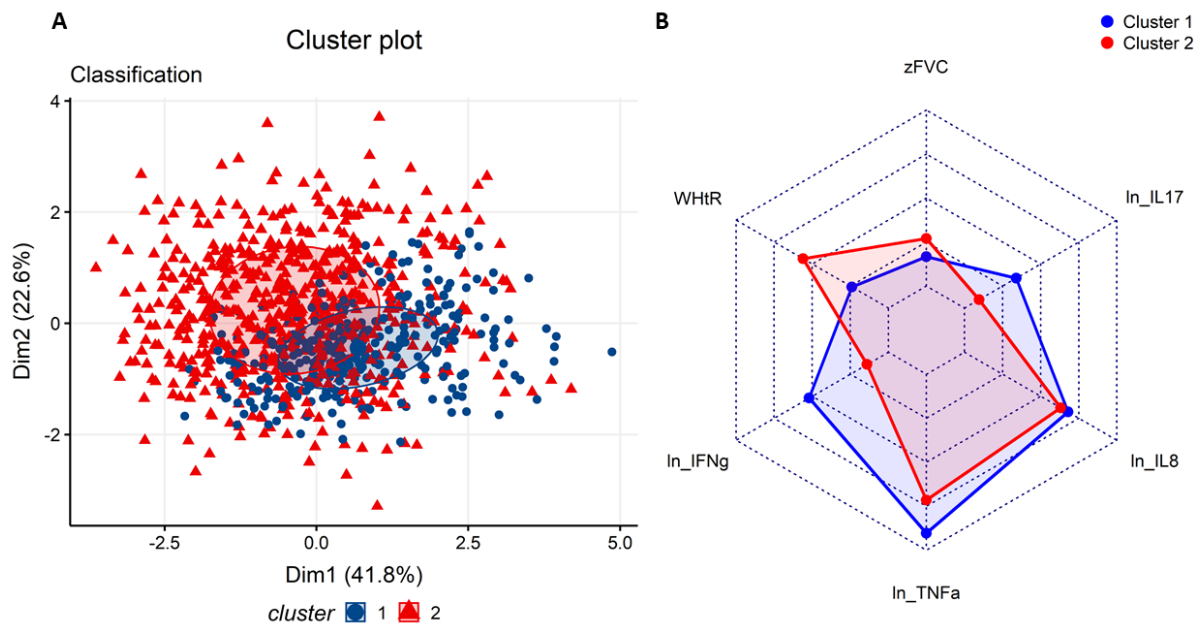 A
Cluster plot
Classification
4
2
0
-2
Dim2 (22.6%)
-2.5
0.0
2.5
5.0
Dim1 (41.8%)
cluster 1 2
B
Cluster 1
Cluster 2
zFVC
WHtR
ln_IL17
ln_IFNg
ln_IL8
ln_TNFa